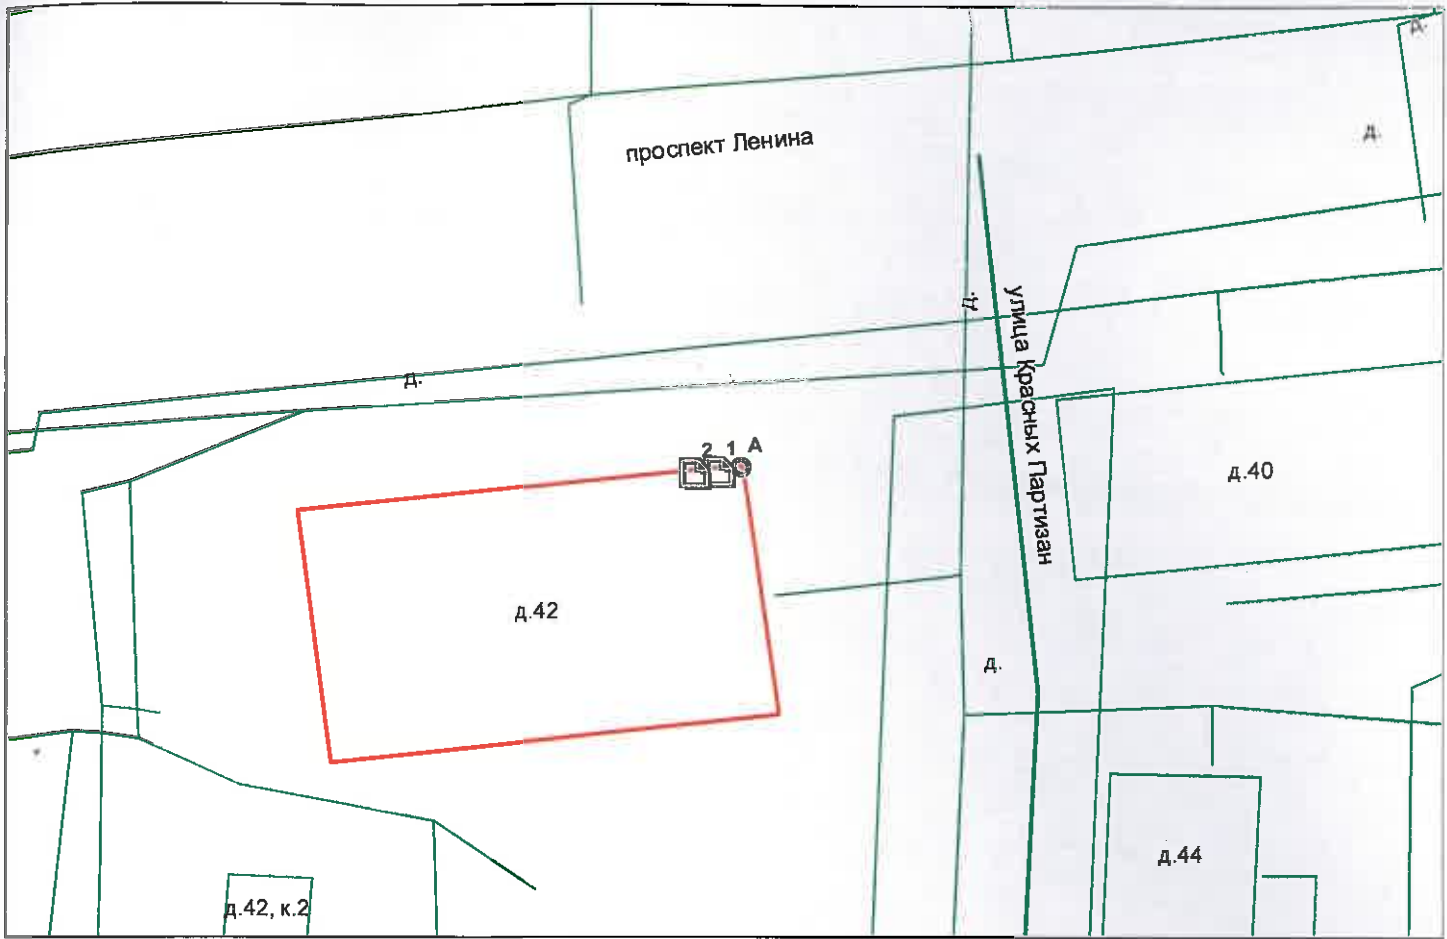 д.
д.
проспект Ленина
д.
улица Красных Партизан
д.
2 1 А
д.40
д.42
д.
д.44
д.42, к.2